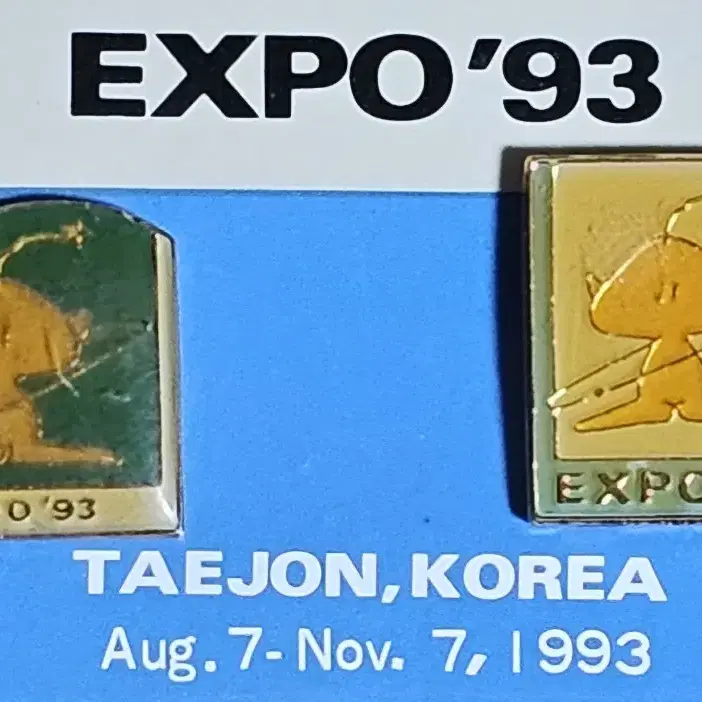 EXPO '93
O '93
EXPO
TAEJON, KOREA
Aug. 7 - Nov. 7, 1993